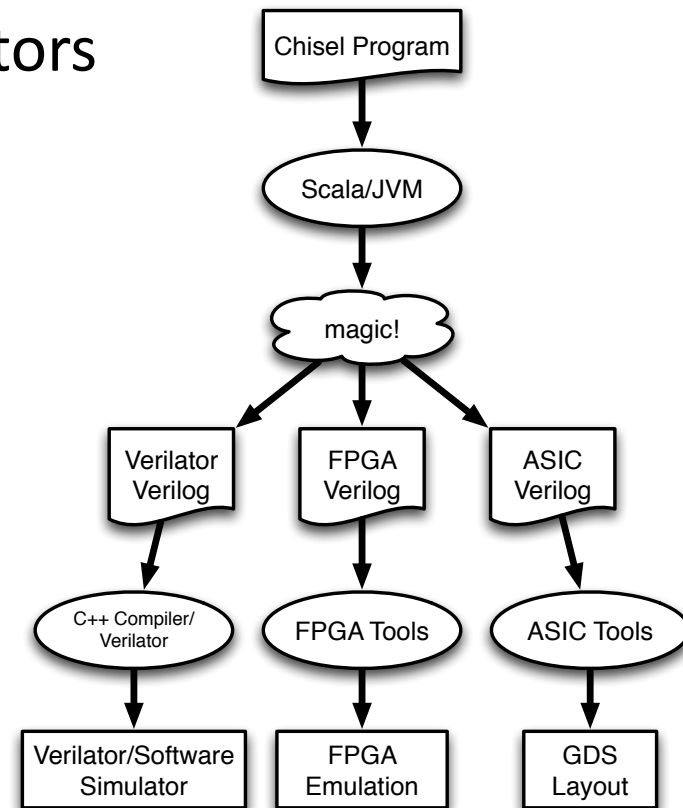 tors
Chisel Program
Scala/JVM
magic!
Verilator
Verilog
FPGA
Verilog
ASIC
Verilog
C++ Compiler/
Verilator
FPGA Tools
ASIC Tools
Verilator/Software
Simulator
FPGA
Emulation
GDS
Layout